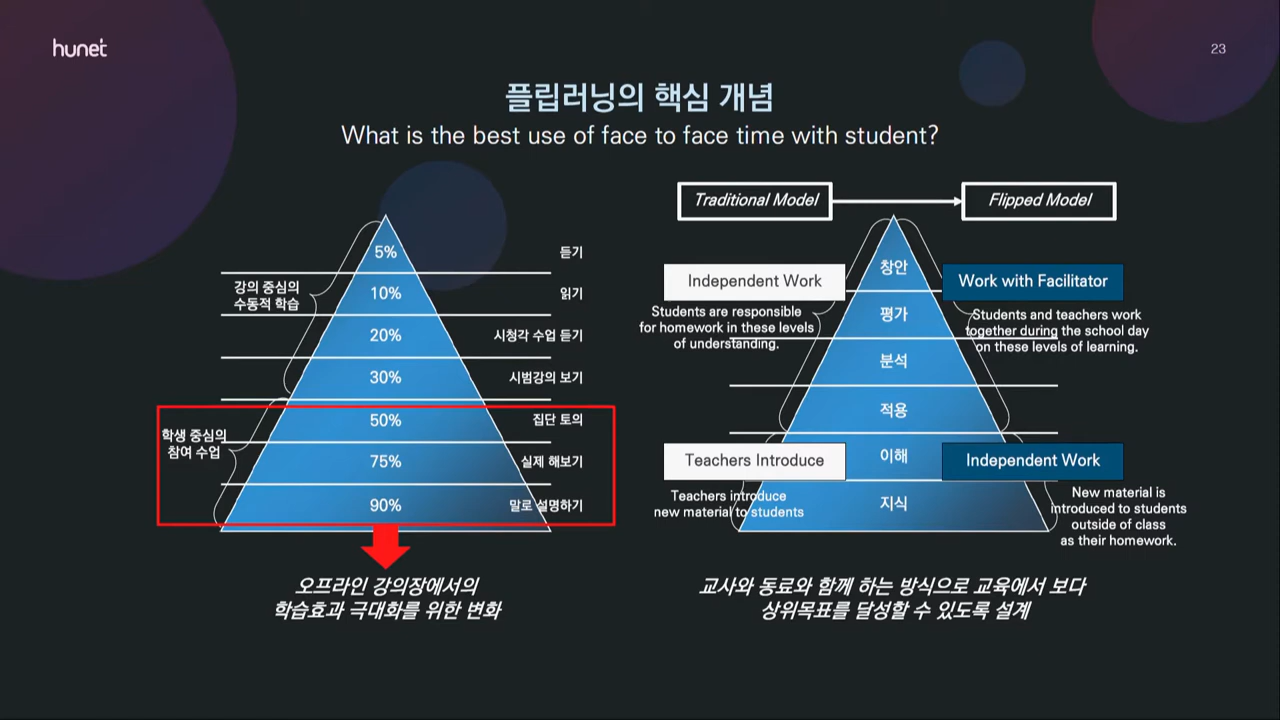 hunet
23
플립러닝의 핵심 개념
What is the best use of face to face time with student?
5%
듣기
강의 중심의
수동적 학습
10%
읽기
20%
시청각 수업 듣기
30%
시범강의 보기
학생 중심의
참여 수업
50%
집단 토의
75%
실제 해보기
90%
말로 설명하기
오프라인 강의장에서의
학습효과 극대화를 위한 변화
Traditional Model
Flipped Model
창안
Independent Work
Work with Facilitator
Students are responsible
for homework in these levels
of understanding.
평가
Students and teachers work
together during the school day
on these levels of learning.
분석
적용
Teachers Introduce
이해
Independent Work
Teachers introduce
new material to students
지식
New material is
introduced to students
outside of class
as their homework.
교사와 동료와 함께 하는 방식으로 교육에서 보다
상위목표를 달성할 수 있도록 설계